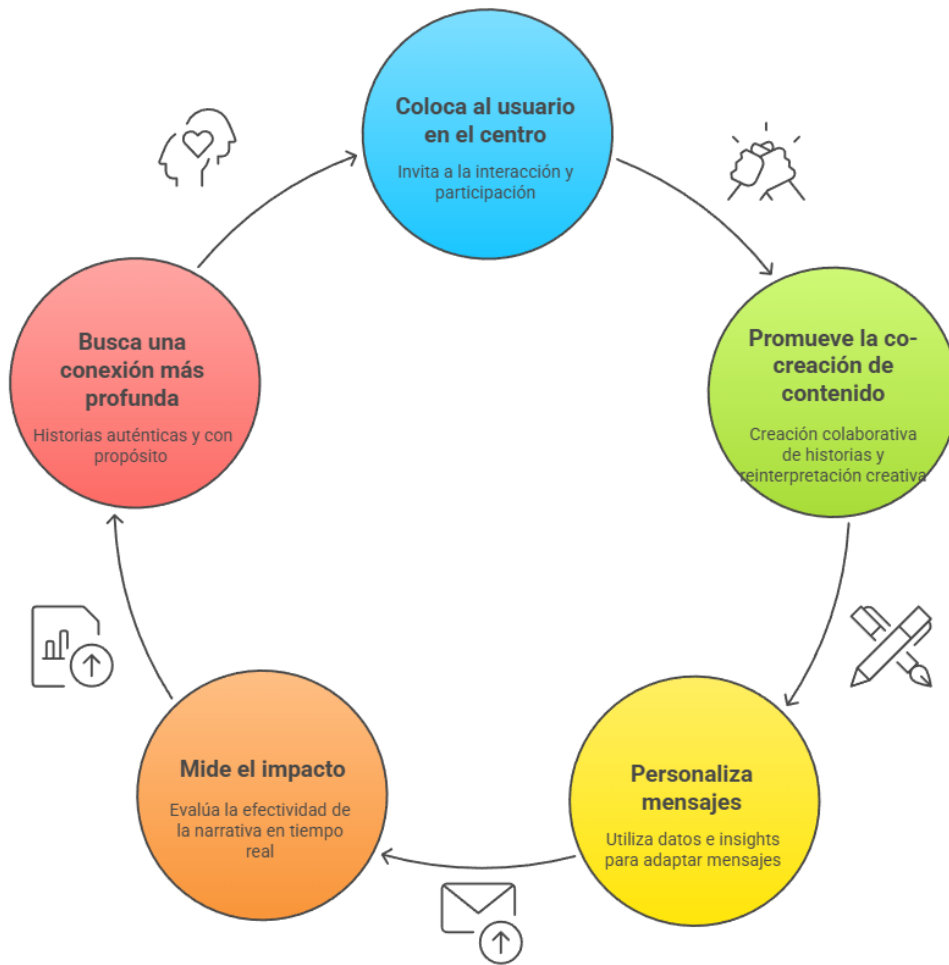 Coloca al usuario
en el centro
Invita a la interacción y
participación
Promueve la co-
creación de
contenido
Creación colaborativa
de historias y
reinterpretación creativa
Personaliza
mensajes
Utiliza datos e insights
para adaptar mensajes
Mide el impacto
Evalúa la efectividad de
la narrativa en tiempo
real
Busca una
conexión más
profunda
Historias auténticas y con
propósito